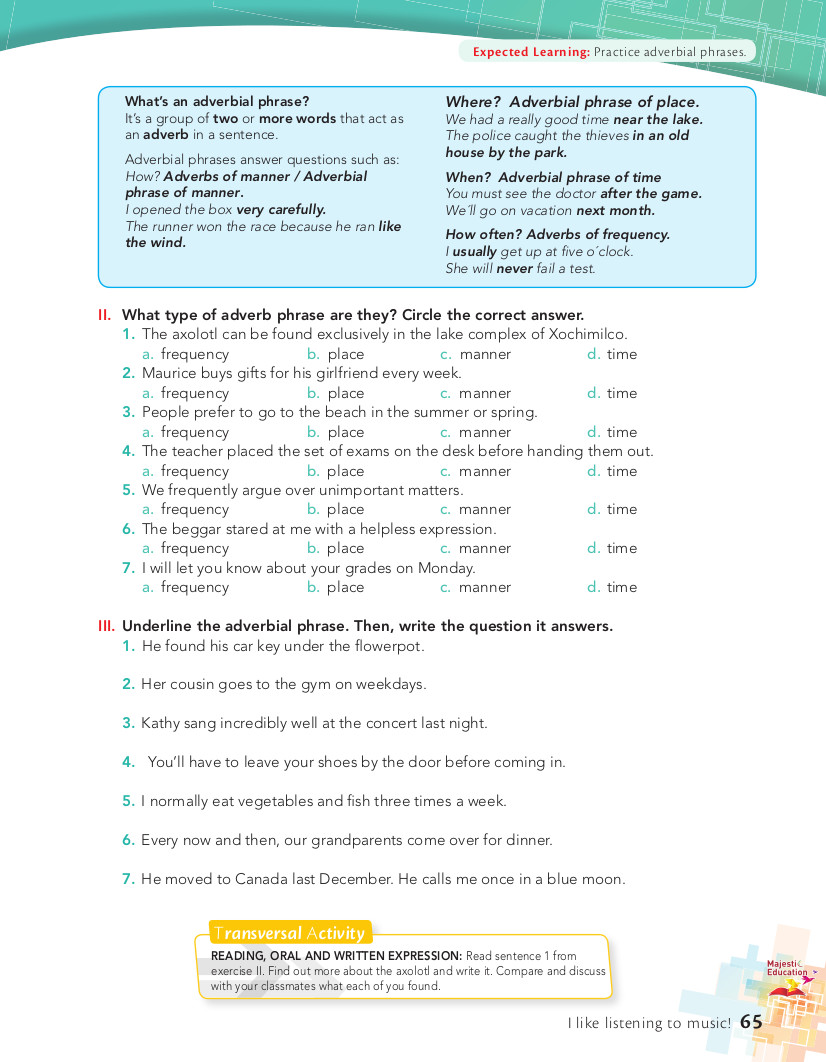 Expected Learning: Practice adverbial phrases.
What's an adverbial phrase?
It's a group of two or more words that act as
an adverb in a sentence.
Adverbial phrases answer questions such as:
How? Adverbs of manner / Adverbial
phrase of manner.
I opened the box very carefully.
The runner won the race because he ran like
the wind.
Where? Adverbial phrase of place.
We had a really good time near the lake.
The police caught the thieves in an old
house by the park.
When? Adverbial phrase of time
You must see the doctor after the game.
We´ll go on vacation next month.
How often? Adverbs of frequency.
I usually get up at five o´clock.
She will never fail a test.
II. What type of adverb phrase are they? Circle the correct answer.
1. The axolotl can be found exclusively in the lake complex of Xochimilco.
a. frequency b. place c. manner d. time
2. Maurice buys gifts for his girlfriend every week.
a. frequency b. place c. manner d. time
3. People prefer to go to the beach in the summer or spring.
a. frequency b. place c. manner d. time
4. The teacher placed the set of exams on the desk before handing them out.
a. frequency b. place c. manner d. time
5. We frequently argue over unimportant matters.
a. frequency b. place c. manner d. time
6. The beggar stared at me with a helpless expression.
a. frequency b. place c. manner d. time
7. I will let you know about your grades on Monday.
a. frequency b. place c. manner d. time
III. Underline the adverbial phrase. Then, write the question it answers.
1. He found his car key under the flowerpot.
2. Her cousin goes to the gym on weekdays.
3. Kathy sang incredibly well at the concert last night.
4. You'll have to leave your shoes by the door before coming in.
5. I normally eat vegetables and fish three times a week.
6. Every now and then, our grandparents come over for dinner.
7. He moved to Canada last December. He calls me once in a blue moon.
Transversal Activity
READING, ORAL AND WRITTEN EXPRESSION: Read sentence 1 from
exercise II. Find out more about the axolotl and write it. Compare and discuss
with your classmates what each of you found.
Majestic
Education
I like listening to music! 65